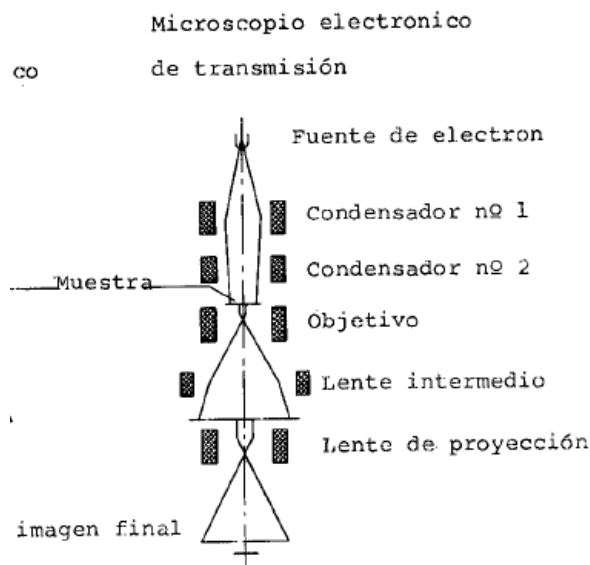 Microscopio electronico
co de transmisión
Fuente de electron
Condensador nº 1
Condensador nº 2
Muestra
Objetivo
Lente intermedio
Lente de proyección
imagen final